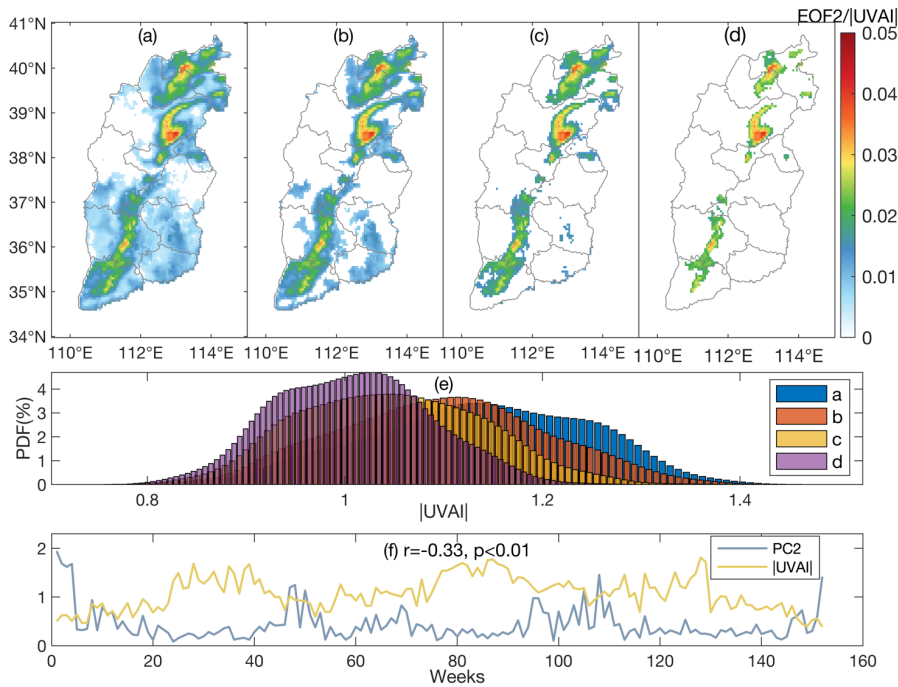 EOF2/|UVAI|
41°N
40°N
39°N
38°N
37°N
36°N
35°N
34°N
(a)
(b)
(c)
(d)
0.05
0.04
0.03
0.02
0.01
0
110°E 112°E 114°E 110°E 112°E 114°E 110°E 112°E 114°E 110°E 112°E 114°E
(e)
PDF(%)
4
3
2
1
0
a
b
c
d
0.8 1 1.2 1.4
|UVAI|
(f) r=-0.33, p<0.01
PC2
|UVAI|
2
1
0
0 20 40 60 80 100 120 140 160
Weeks